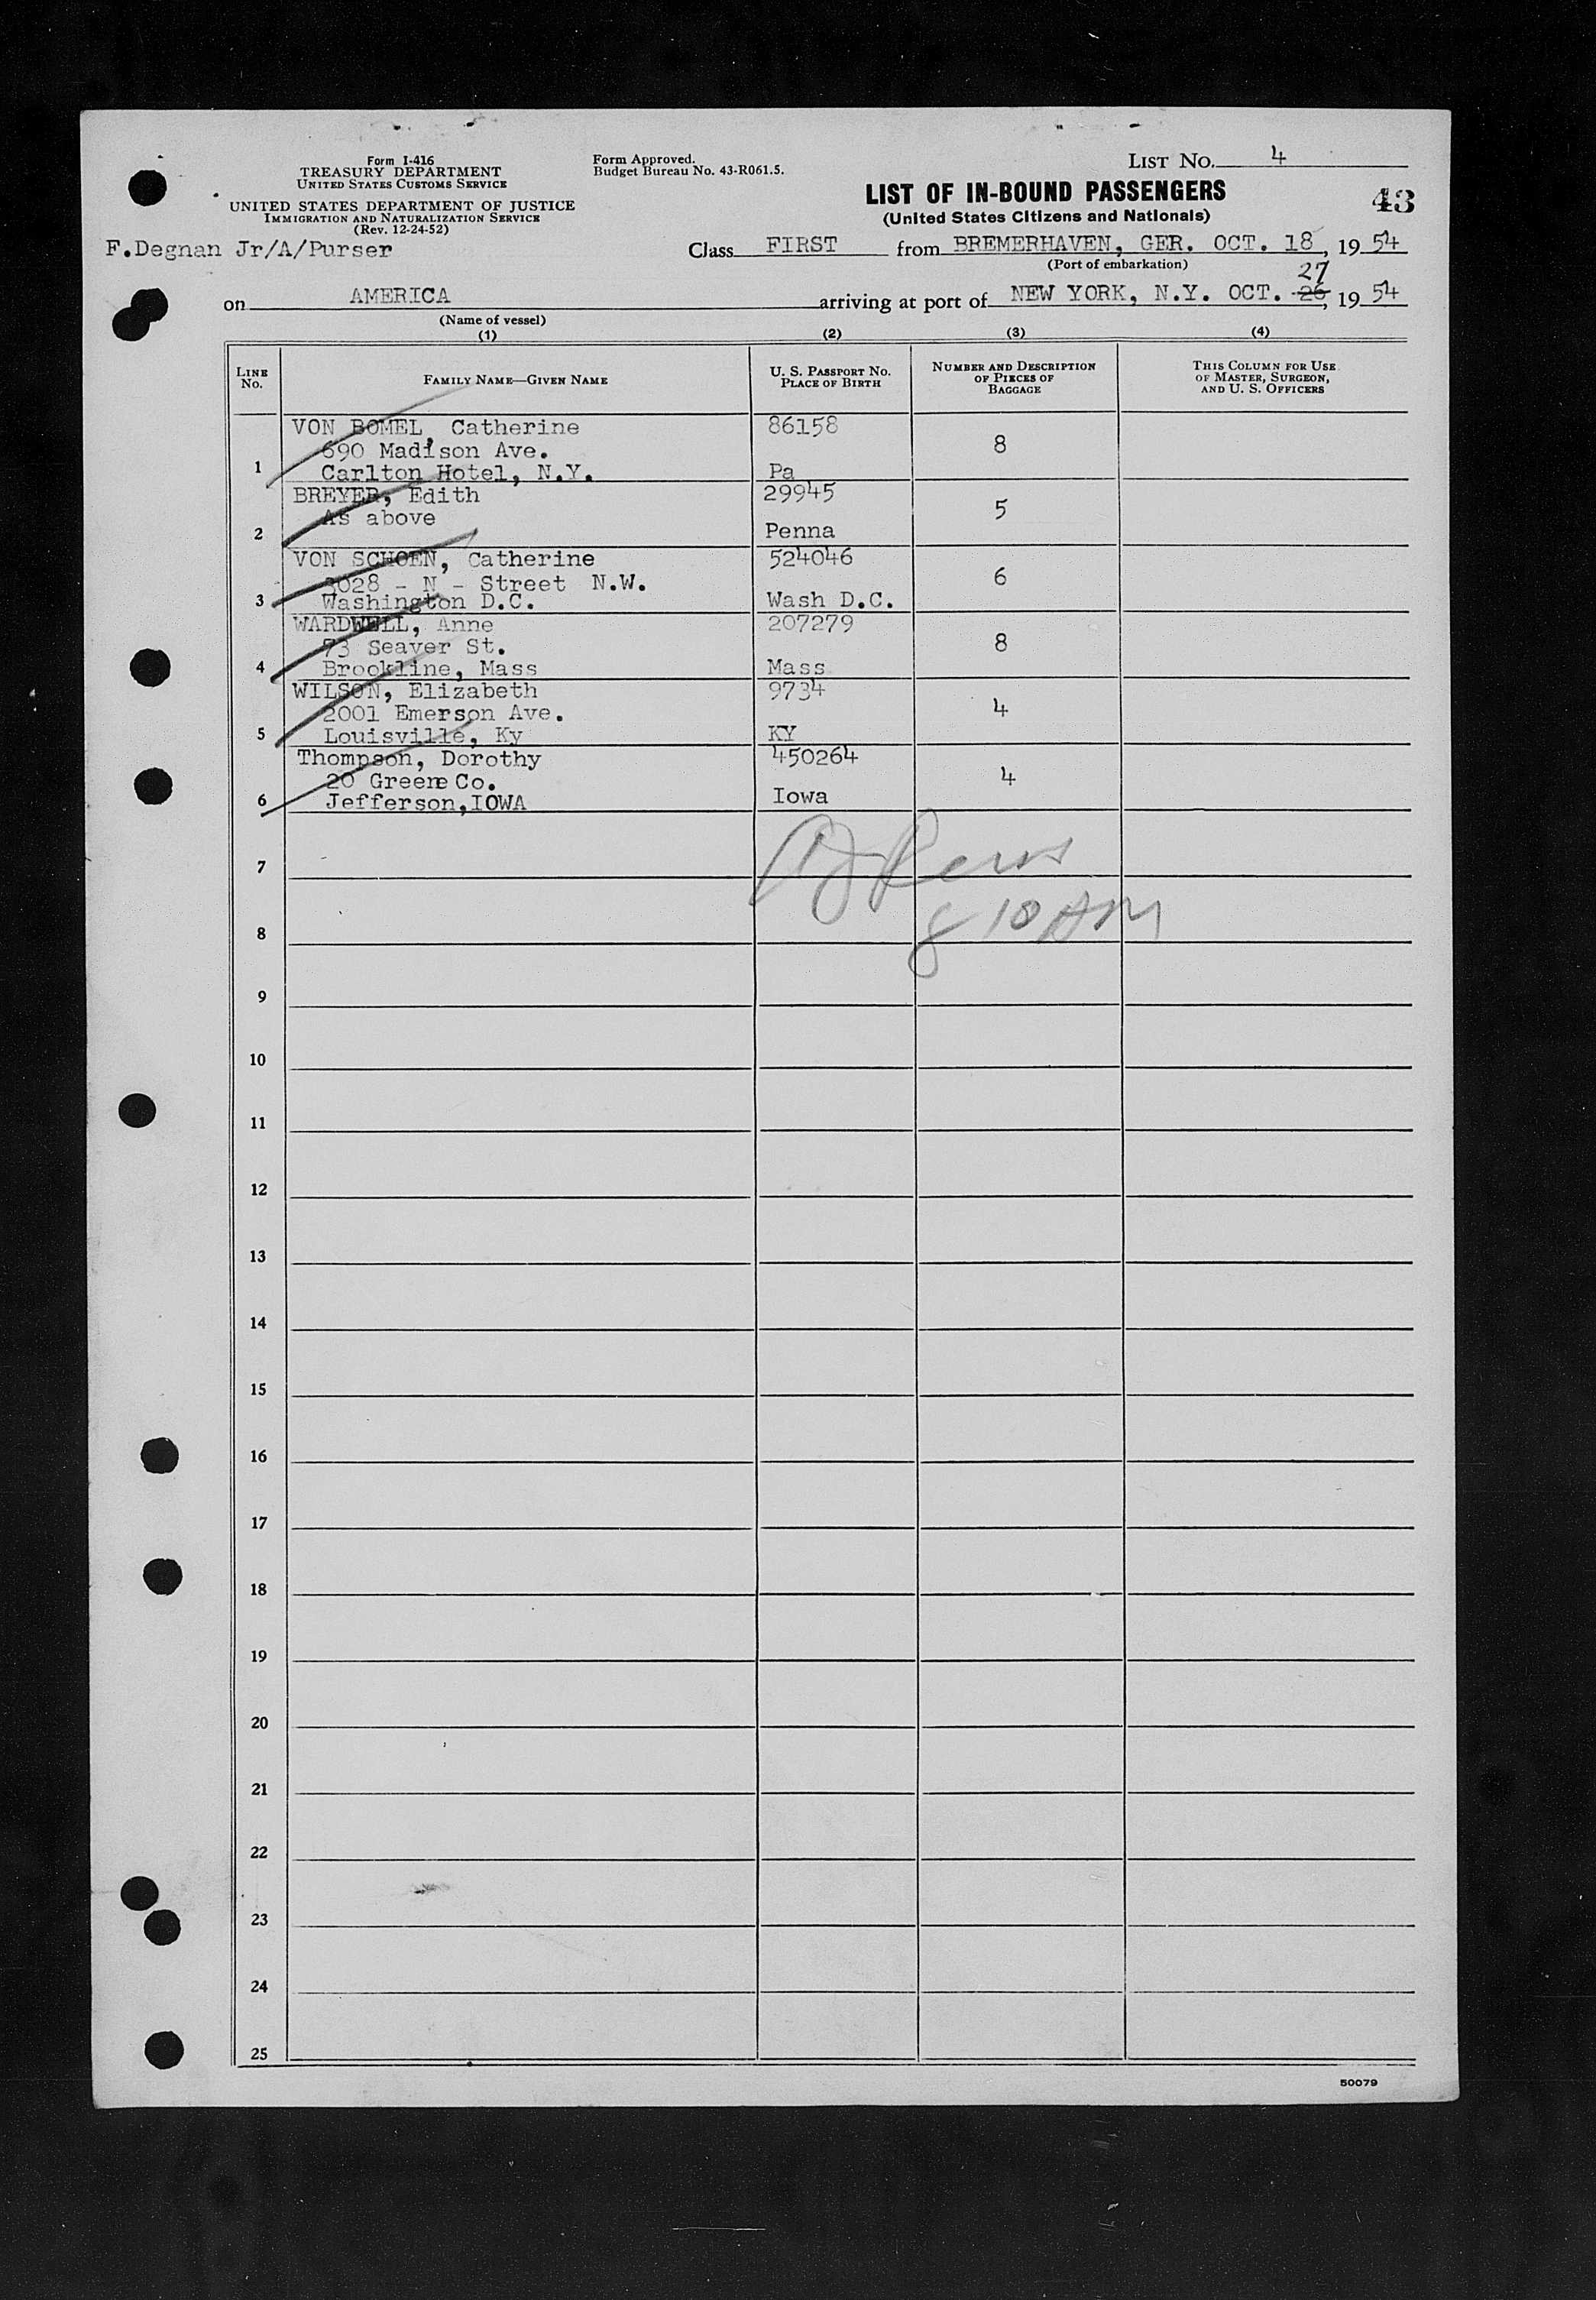 Form I-416
TREASURY DEPARTMENT
UNITED STATES CUSTOMS SERVICE
UNITED STATES DEPARTMENT OF JUSTICE
IMMIGRATION AND NATURALIZATION SERVICE
(Rev. 12-24-52)
Form Approved.
Budget Bureau No. 43-R061.5.
LIST NO. 4
LIST OF IN-BOUND PASSENGERS
(United States Citizens and Nationals)
43
F.Degnan Jr/A/Purser
Class FIRST from BREMERHAVEN, GER. OCT. 18, 1954
(Port of embarkation)
27
on AMERICA arriving at port of NEW YORK, N.Y. OCT. 26, 1954
(Name of vessel)
(1) (2) (3) (4)
LINE No.
FAMILY NAME—GIVEN NAME
U. S. PASSPORT NO.
PLACE OF BIRTH
NUMBER AND DESCRIPTION
OF PIECES OF
BAGGAGE
THIS COLUMN FOR USE
OF MASTER, SURGEON,
AND U. S. OFFICERS
VON BOMEL, Catherine 86158
690 Madison Ave. 8
1 Carlton Hotel, N.Y. Pa
BREYER, Edith 29945
As above 5
2 Penna
VON SCHOEN, Catherine 524046
3028 - N - Street N.W. 6
3 Washington D.C. Wash D.C.
WARDWELL, Anne 207279
73 Seaver St. 8
4 Brookline, Mass Mass
WILSON, Elizabeth 9734
2001 Emerson Ave. 4
5 Louisville, Ky KY
Thompson, Dorothy 450264
20 Greene Co. 4
6 Jefferson, IOWA Iowa
7
8 10 AM
8
9
10
11
12
13
14
15
16
17
18
19
20
21
22
23
24
25
50079